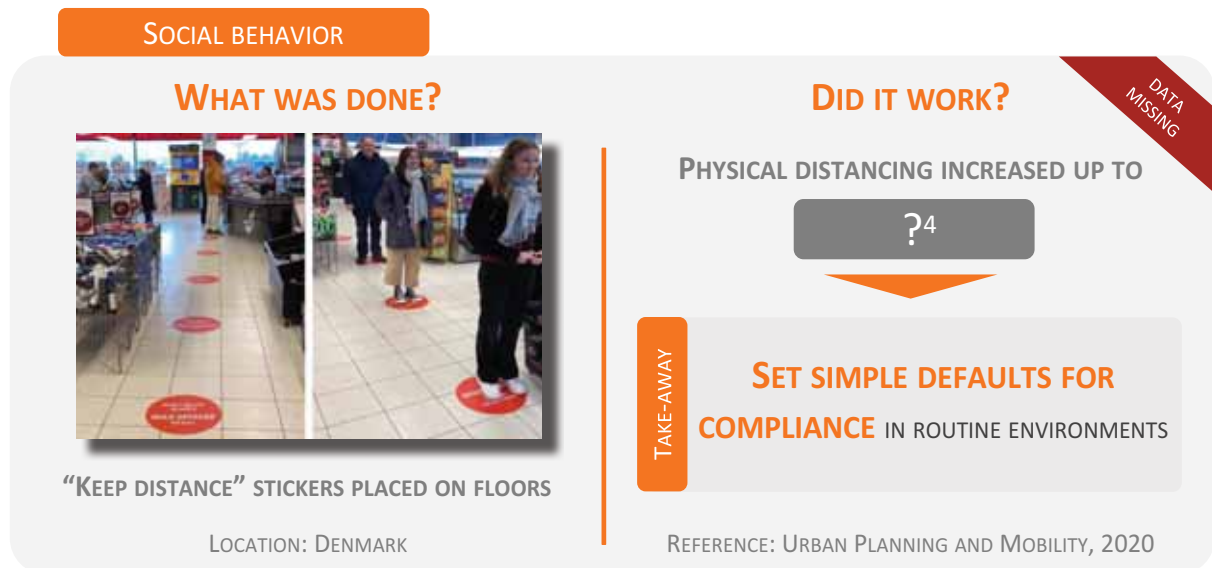 SOCIAL BEHAVIOR
WHAT WAS DONE?
“KEEP DISTANCE” STICKERS PLACED ON FLOORS
LOCATION: DENMARK
DID IT WORK?
DATA
MISSING
PHYSICAL DISTANCING INCREASED UP TO
?4
TAKE-AWAY
SET SIMPLE DEFAULTS FOR
COMPLIANCE IN ROUTINE ENVIRONMENTS
REFERENCE: URBAN PLANNING AND MOBILITY, 2020